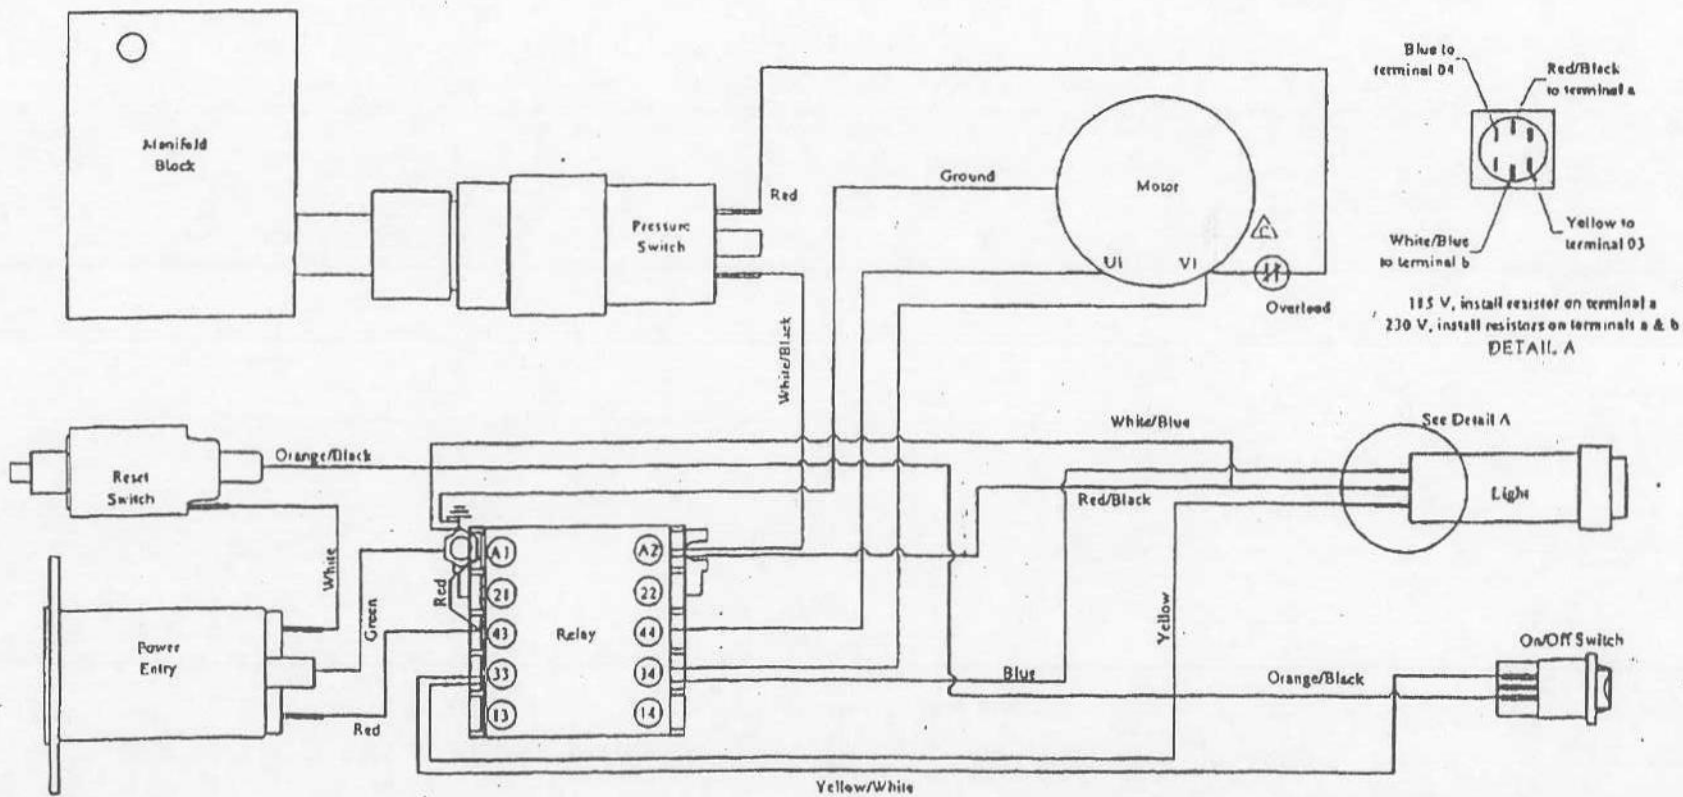 Manifold
Block
Pressure
Switch
Red
Ground
Motor
U1
V1
C
Overload
Blue to
terminal 04
Red/Black
to terminal a
White/Blue
to terminal b
Yellow to
terminal 03
115 V, install resistor on terminal a
230 V, install resistors on terminals a & b
DETAIL A
White/Black
Reset
Switch
Orange/Black
White
Power
Entry
Green
Red
Red
A1
21
43
33
13
Relay
A2
22
44
34
14
White/Blue
Red/Black
See Detail A
Light
Yellow
Blue
Orange/Black
On/Off Switch
Yellow/White